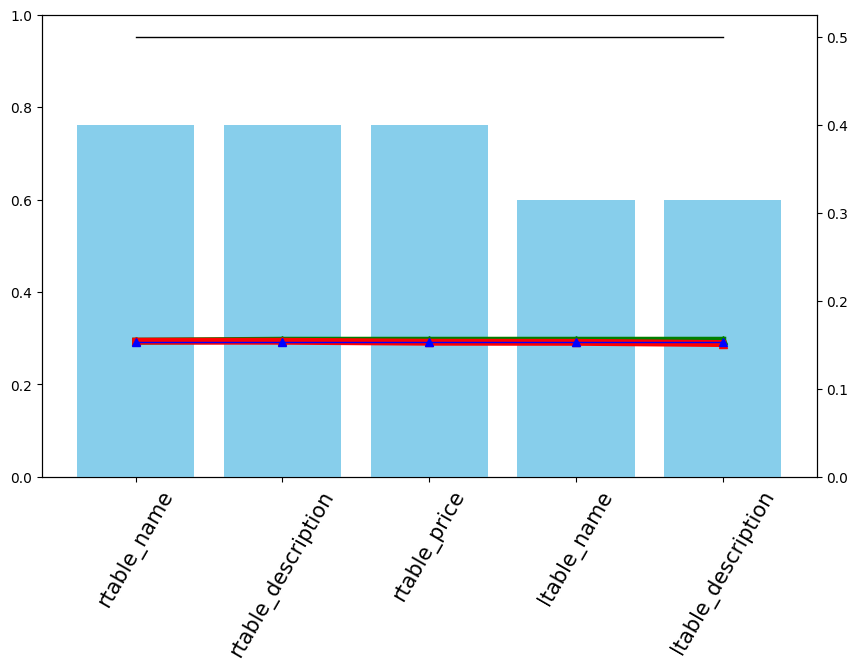 1.0
0.8
0.6
0.4
0.2
0.0
0.5
0.4
0.3
0.2
0.1
0.0
rtable_name
rtable_description
rtable_price
ltable_name
ltable_description